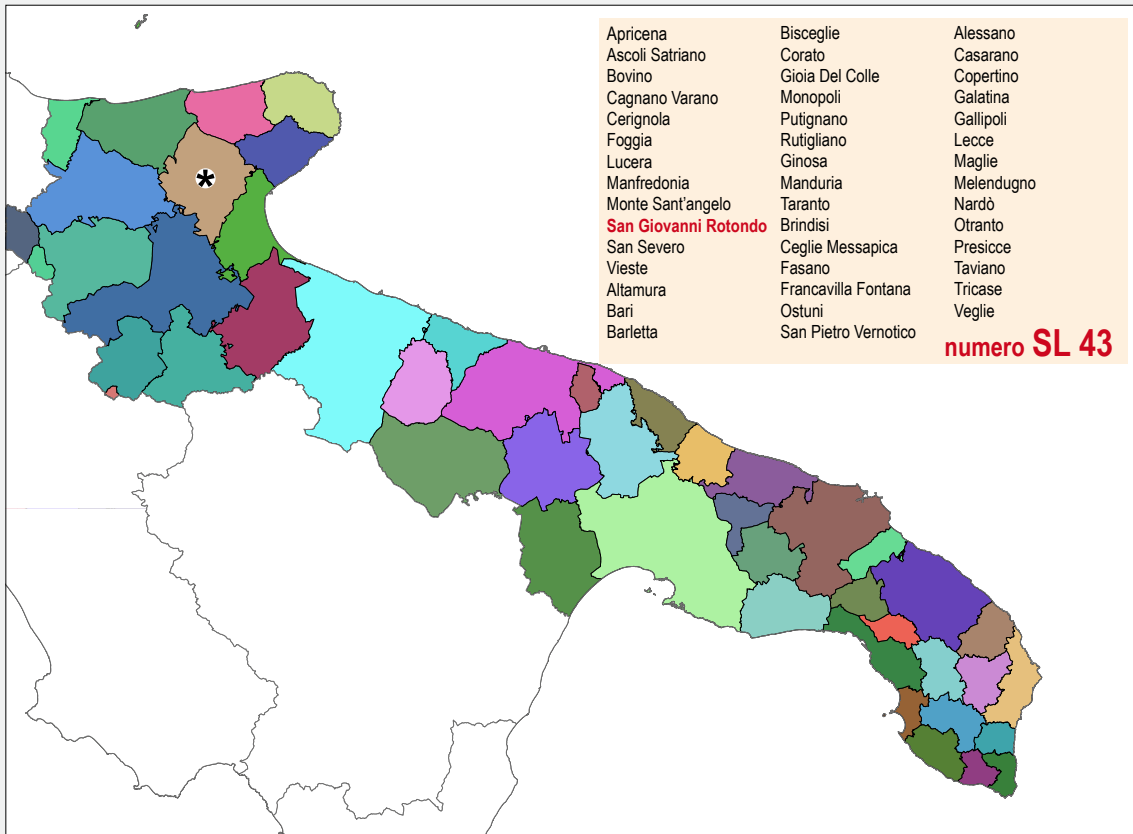 Apricena
Ascoli Satriano
Bovino
Cagnano Varano
Cerignola
Foggia
Lucera
Manfredonia
Monte Sant'angelo
San Giovanni Rotondo
San Severo
Vieste
Altamura
Bari
Barletta
Bisceglie
Corato
Gioia Del Colle
Monopoli
Putignano
Rutigliano
Ginosa
Manduria
Taranto
Brindisi
Ceglie Messapica
Fasano
Francavilla Fontana
Ostuni
San Pietro Vernotico
Alessano
Casarano
Copertino
Galatina
Gallipoli
Lecce
Maglie
Melendugno
Nardò
Otranto
Presicce
Taviano
Tricase
Veglie
numero SL 43
*